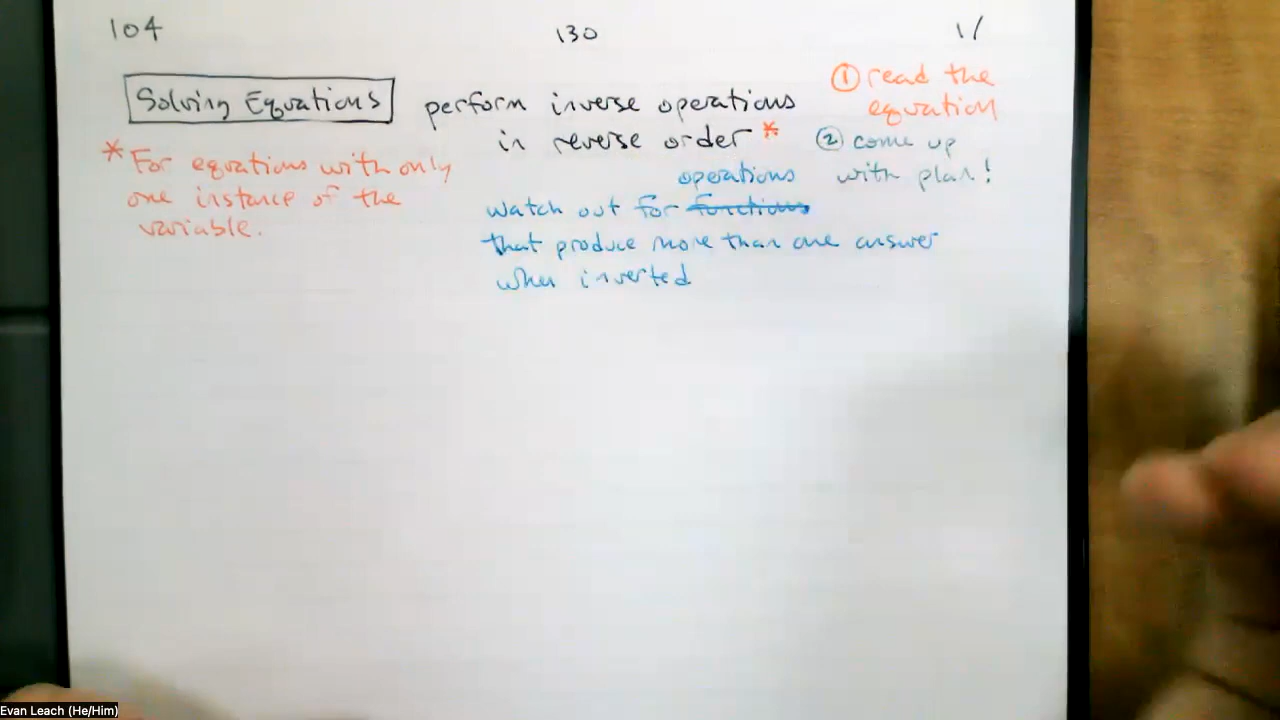 104 130 1/
Solving Equations
perform inverse operations
in reverse order *
* For equations with only
one instance of the
variable.
① read the
equation
② come up
with plan!
operations
watch out for functions
that produce more than one answer
when inverted
Evan Leach (He/Him)